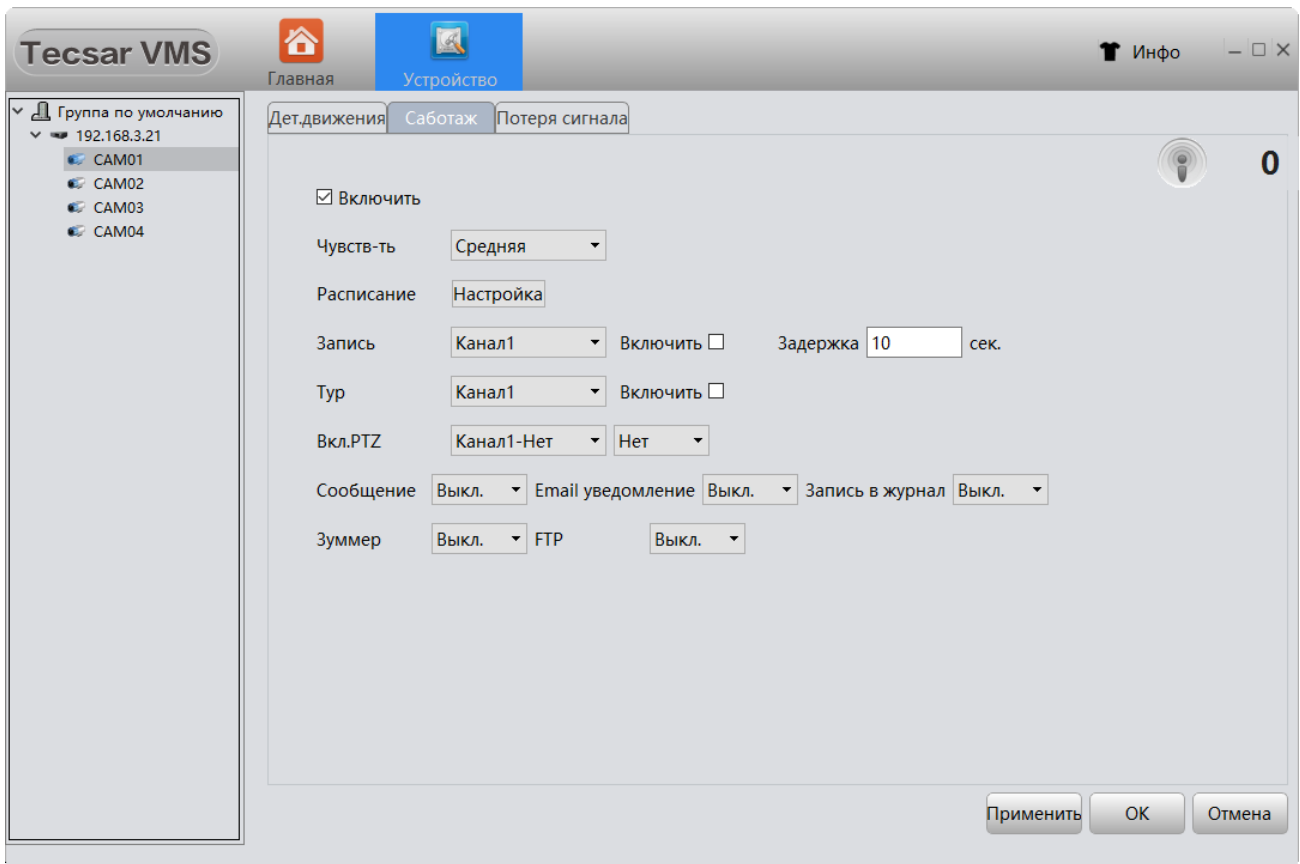 Tecsar VMS
Главная
Устройство
Инфо
Группа по умолчанию
192.168.3.21
CAM01
CAM02
CAM03
CAM04
Дет.движения Саботаж Потеря сигнала
0
Включить
Чувств-ть Средняя
Расписание Настройка
Запись Канал1 Включить Задержка 10 сек.
Тур Канал1 Включить
Вкл.PTZ Канал1-Нет Нет
Сообщение Выкл. Email уведомление Выкл. Запись в журнал Выкл.
Зуммер Выкл. FTP Выкл.
Применить OK Отмена